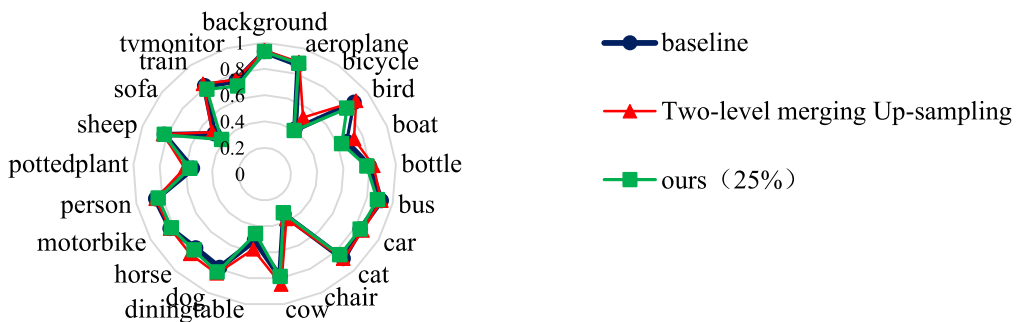 background
aeroplane
bicycle
bird
boat
bottle
bus
car
cat
chair
cow
diningtable
dog
horse
motorbike
person
pottedplant
sheep
sofa
train
tvmonitor
1
0.8
0.6
0.4
0.2
0
baseline
Two-level merging Up-sampling
ours（25%）